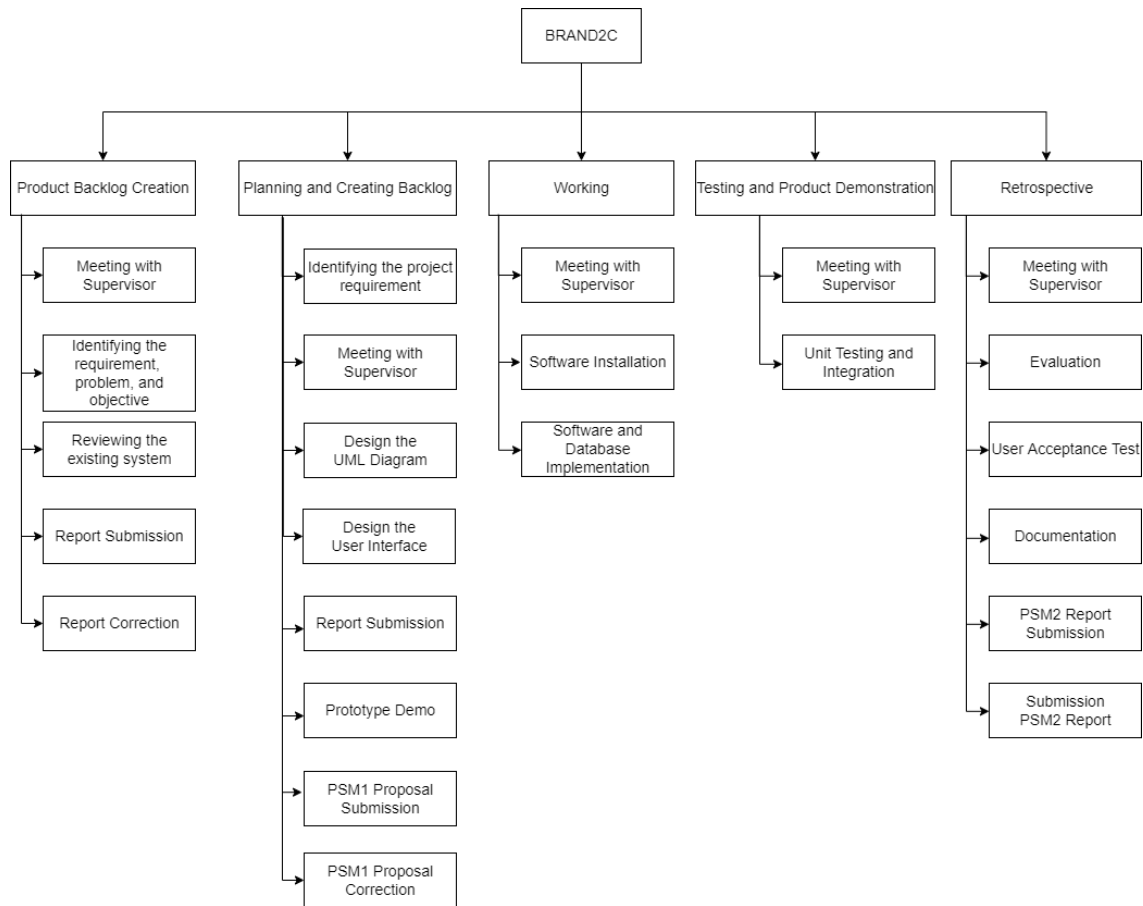 BRAND2C
Product Backlog Creation
Meeting with
Supervisor
Identifying the
requirement,
problem, and
objective
Reviewing the
existing system
Report Submission
Report Correction
Planning and Creating Backlog
Identifying the project
requirement
Meeting with
Supervisor
Design the
UML Diagram
Design the
User Interface
Report Submission
Prototype Demo
PSM1 Proposal
Submission
PSM1 Proposal
Correction
Working
Meeting with
Supervisor
Software Installation
Software and
Database
Implementation
Testing and Product Demonstration
Meeting with
Supervisor
Unit Testing and
Integration
Retrospective
Meeting with
Supervisor
Evaluation
User Acceptance Test
Documentation
PSM2 Report
Submission
Submission
PSM2 Report